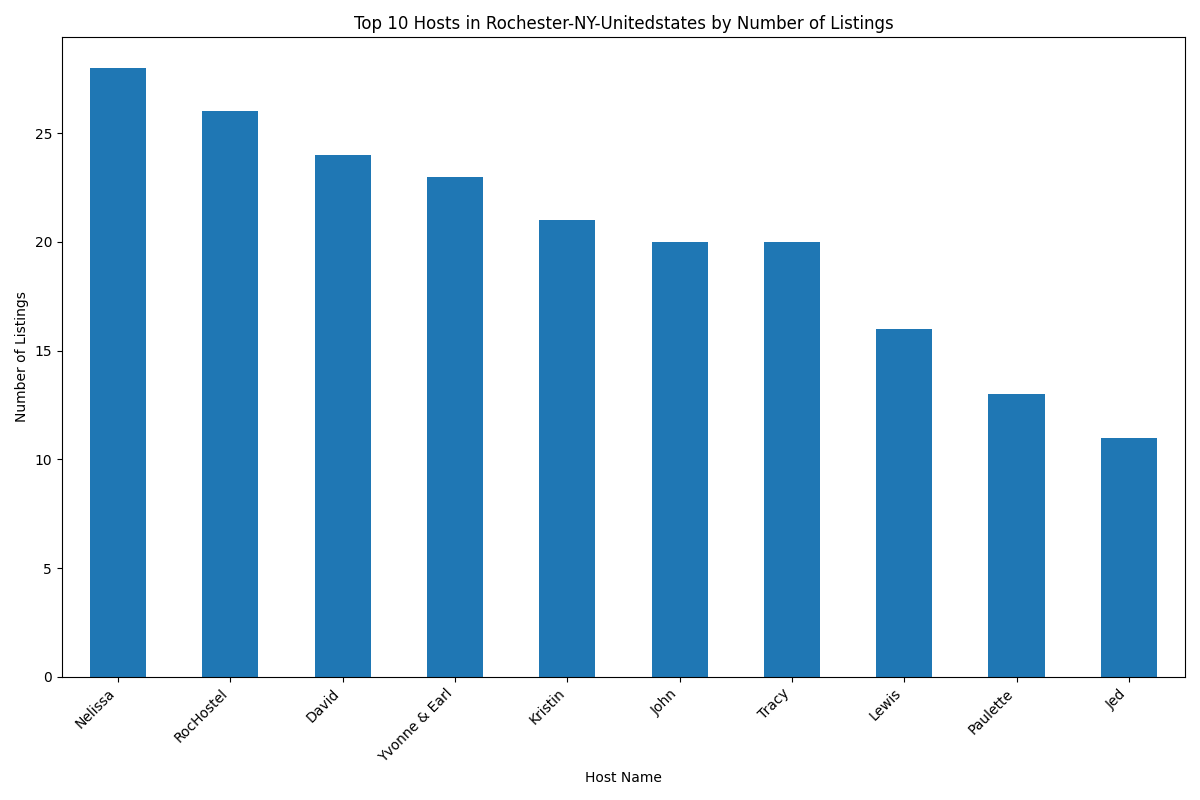 Top 10 Hosts in Rochester-NY-Unitedstates by Number of Listings
Number of Listings
25
20
15
10
5
0
Nelissa
RocHostel
David
Yvonne & Earl
Kristin
John
Tracy
Lewis
Paulette
Jed
Host Name